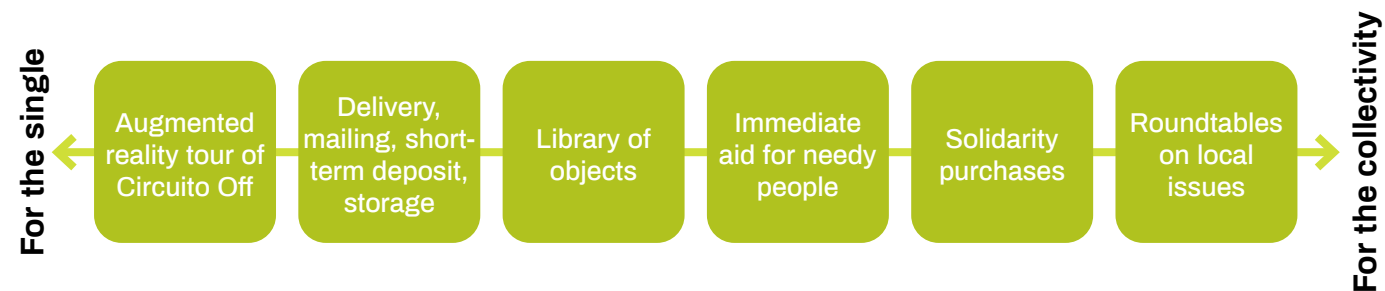 For the single
Augmented
reality tour of
Circuito Off
Delivery,
mailing, short-
term deposit,
storage
Library of
objects
Immediate
aid for needy
people
Solidarity
purchases
Roundtables
on local
issues
For the collectivity